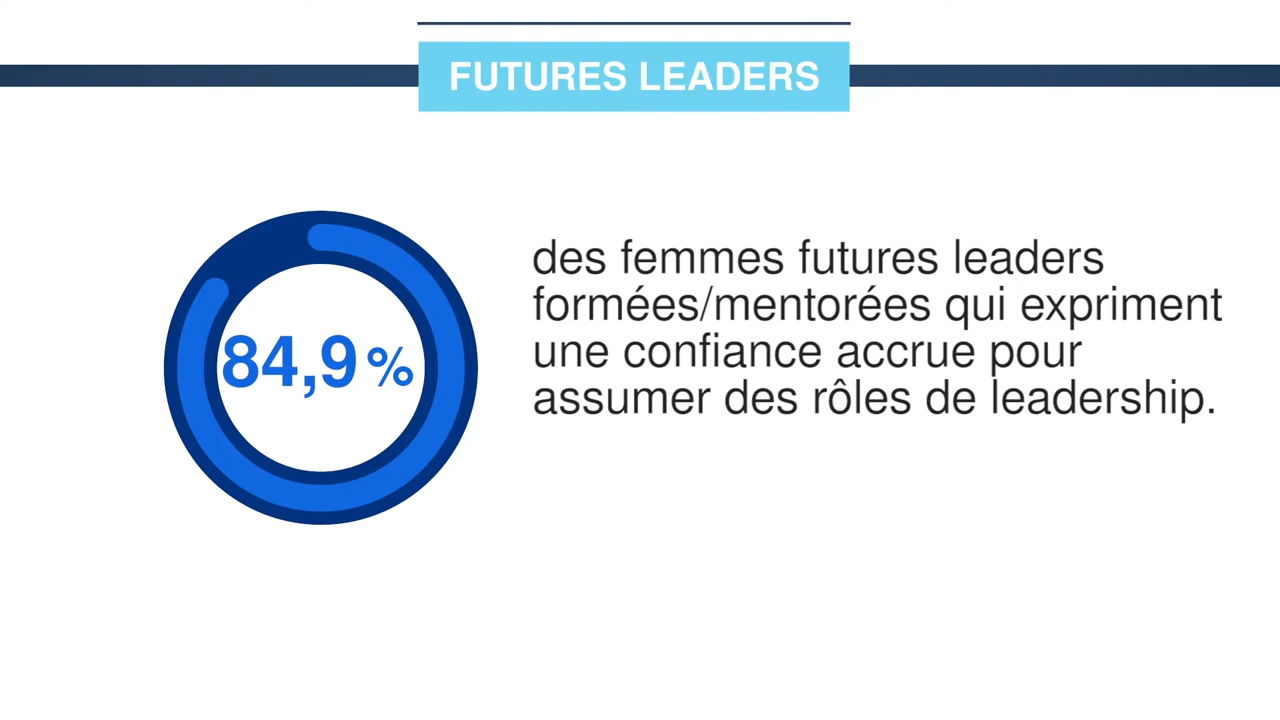 FUTURES LEADERS
84,9 %
des femmes futures leaders
formées/mentorées qui expriment
une confiance accrue pour
assumer des rôles de leadership.